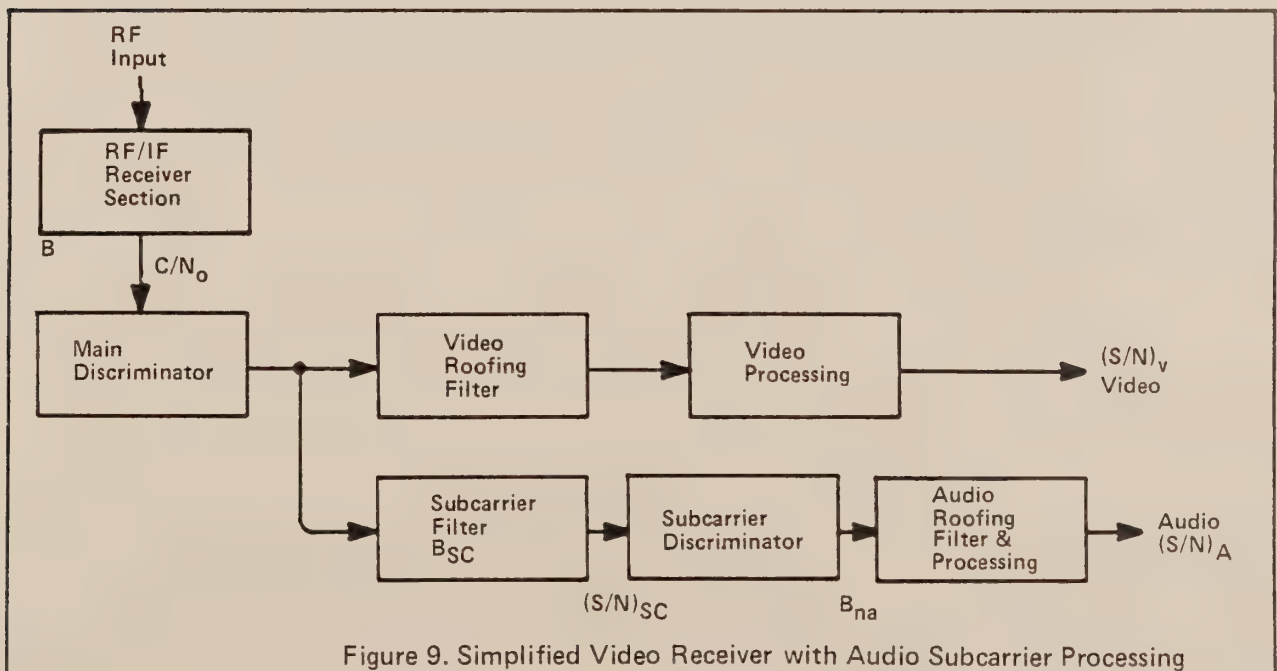 RF
Input
RF/IF
Receiver
Section
B
C/No
Main
Discriminator
Video
Roofing
Filter
Video
Processing
(S/N)v
Video
Subcarrier
Filter
BSC
(S/N)SC
Subcarrier
Discriminator
Bna
Audio
Roofing
Filter &
Processing
Audio
(S/N)A
Figure 9. Simplified Video Receiver with Audio Subcarrier Processing